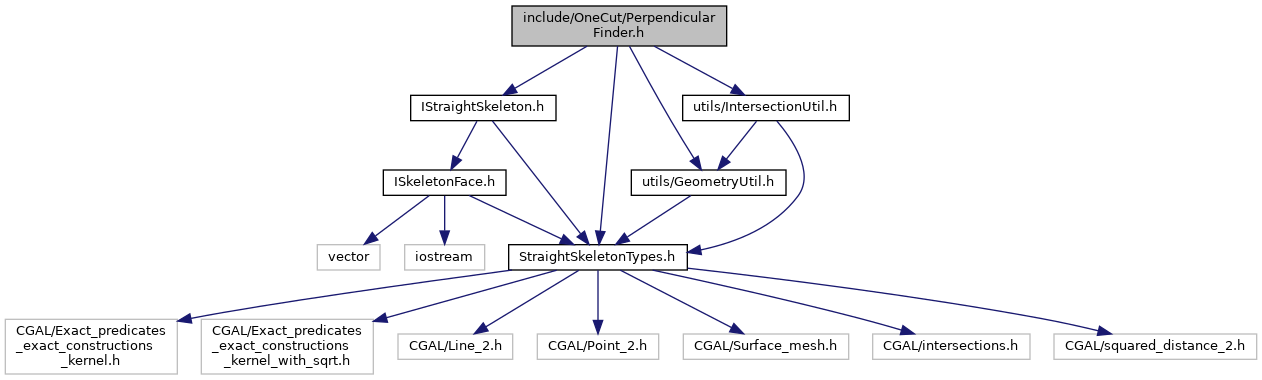 include/OneCut/Perpendicular
Finder.h
IStraightSkeleton.h
utils/IntersectionUtil.h
ISkeletonFace.h
utils/GeometryUtil.h
vector
iostream
StraightSkeletonTypes.h
CGAL/Exact_predicates
_exact_constructions
_kernel.h
CGAL/Exact_predicates
_exact_constructions
_kernel_with_sqrt.h
CGAL/Line_2.h
CGAL/Point_2.h
CGAL/Surface_mesh.h
CGAL/intersections.h
CGAL/squared_distance_2.h